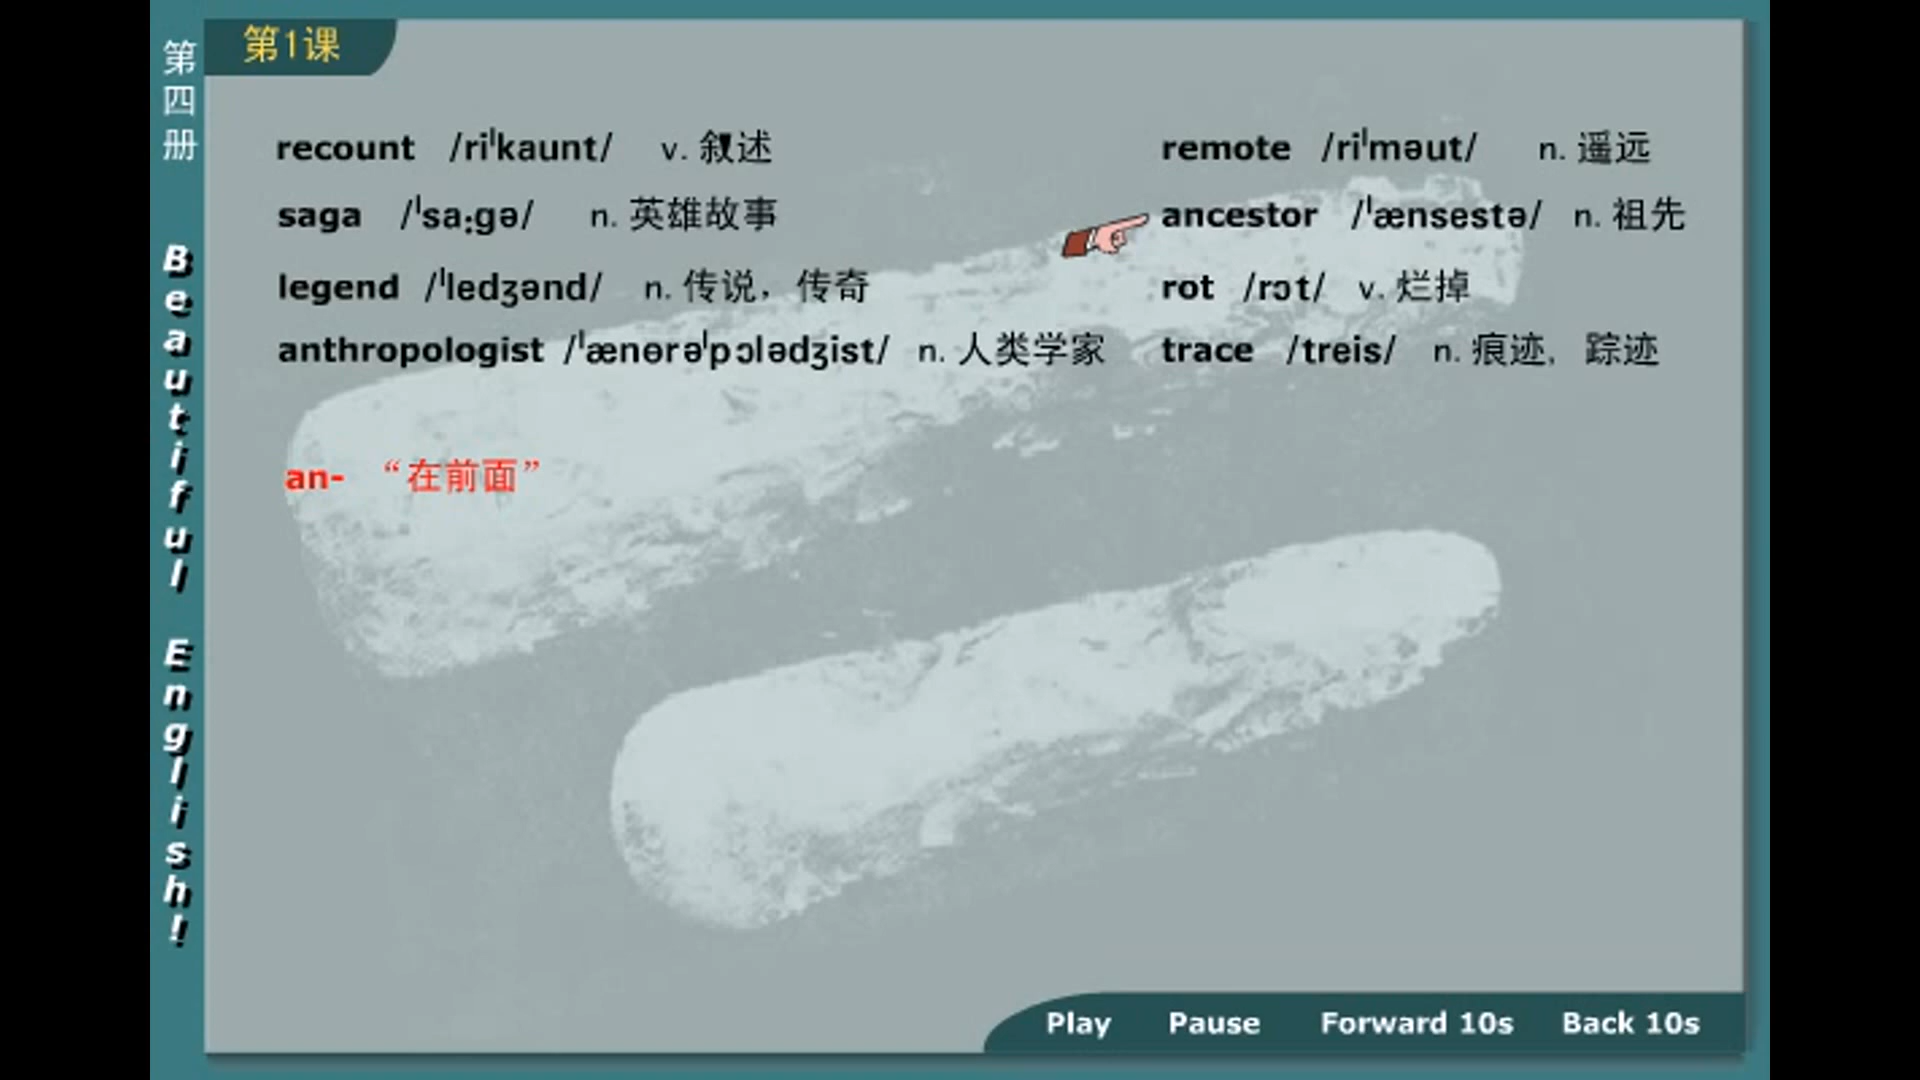 第四册 Beautiful English!
第1课
recount /riˈkaunt/ v. 叙述
saga /ˈsa:gə/ n. 英雄故事
legend /ˈledʒənd/ n. 传说，传奇
anthropologist /ˈænɵrəˈpɔlədʒist/ n. 人类学家
remote /riˈməut/ n. 遥远
ancestor /ˈænsestə/ n. 祖先
rot /rɔt/ v. 烂掉
trace /treis/ n. 痕迹，踪迹
an- “在前面”
Play Pause Forward 10s Back 10s